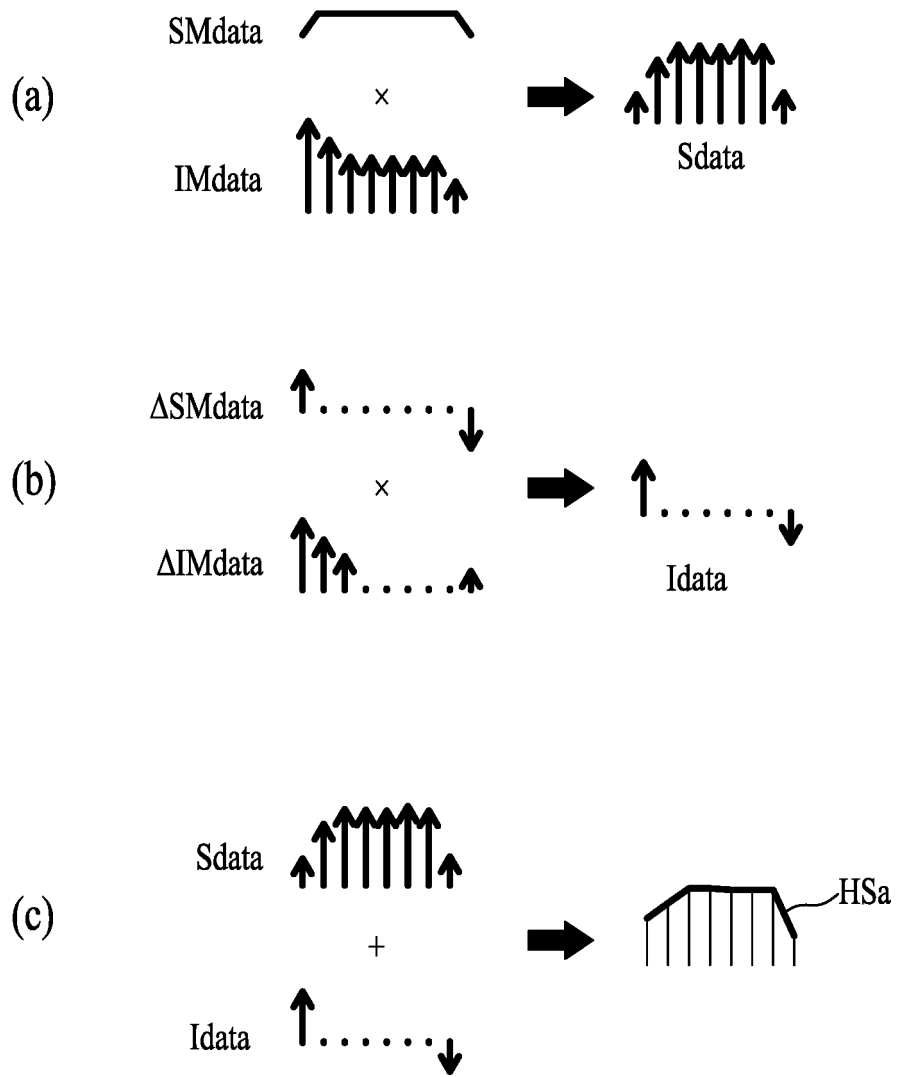 SMdata
(a)
×
IMdata
Sdata
ΔSMdata
(b)
×
ΔIMdata
Idata
Sdata
(c)
HSa
+
Idata